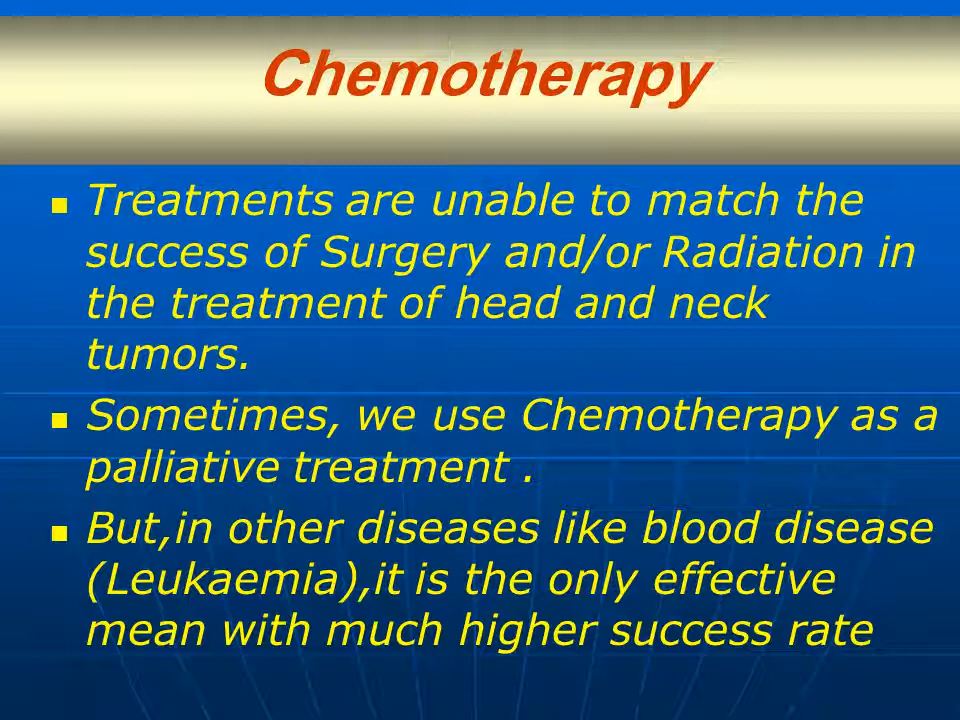 Chemotherapy
Treatments are unable to match the
success of Surgery and/or Radiation in
the treatment of head and neck
tumors.
Sometimes, we use Chemotherapy as a
palliative treatment .
But,in other diseases like blood disease
(Leukaemia),it is the only effective
mean with much higher success rate